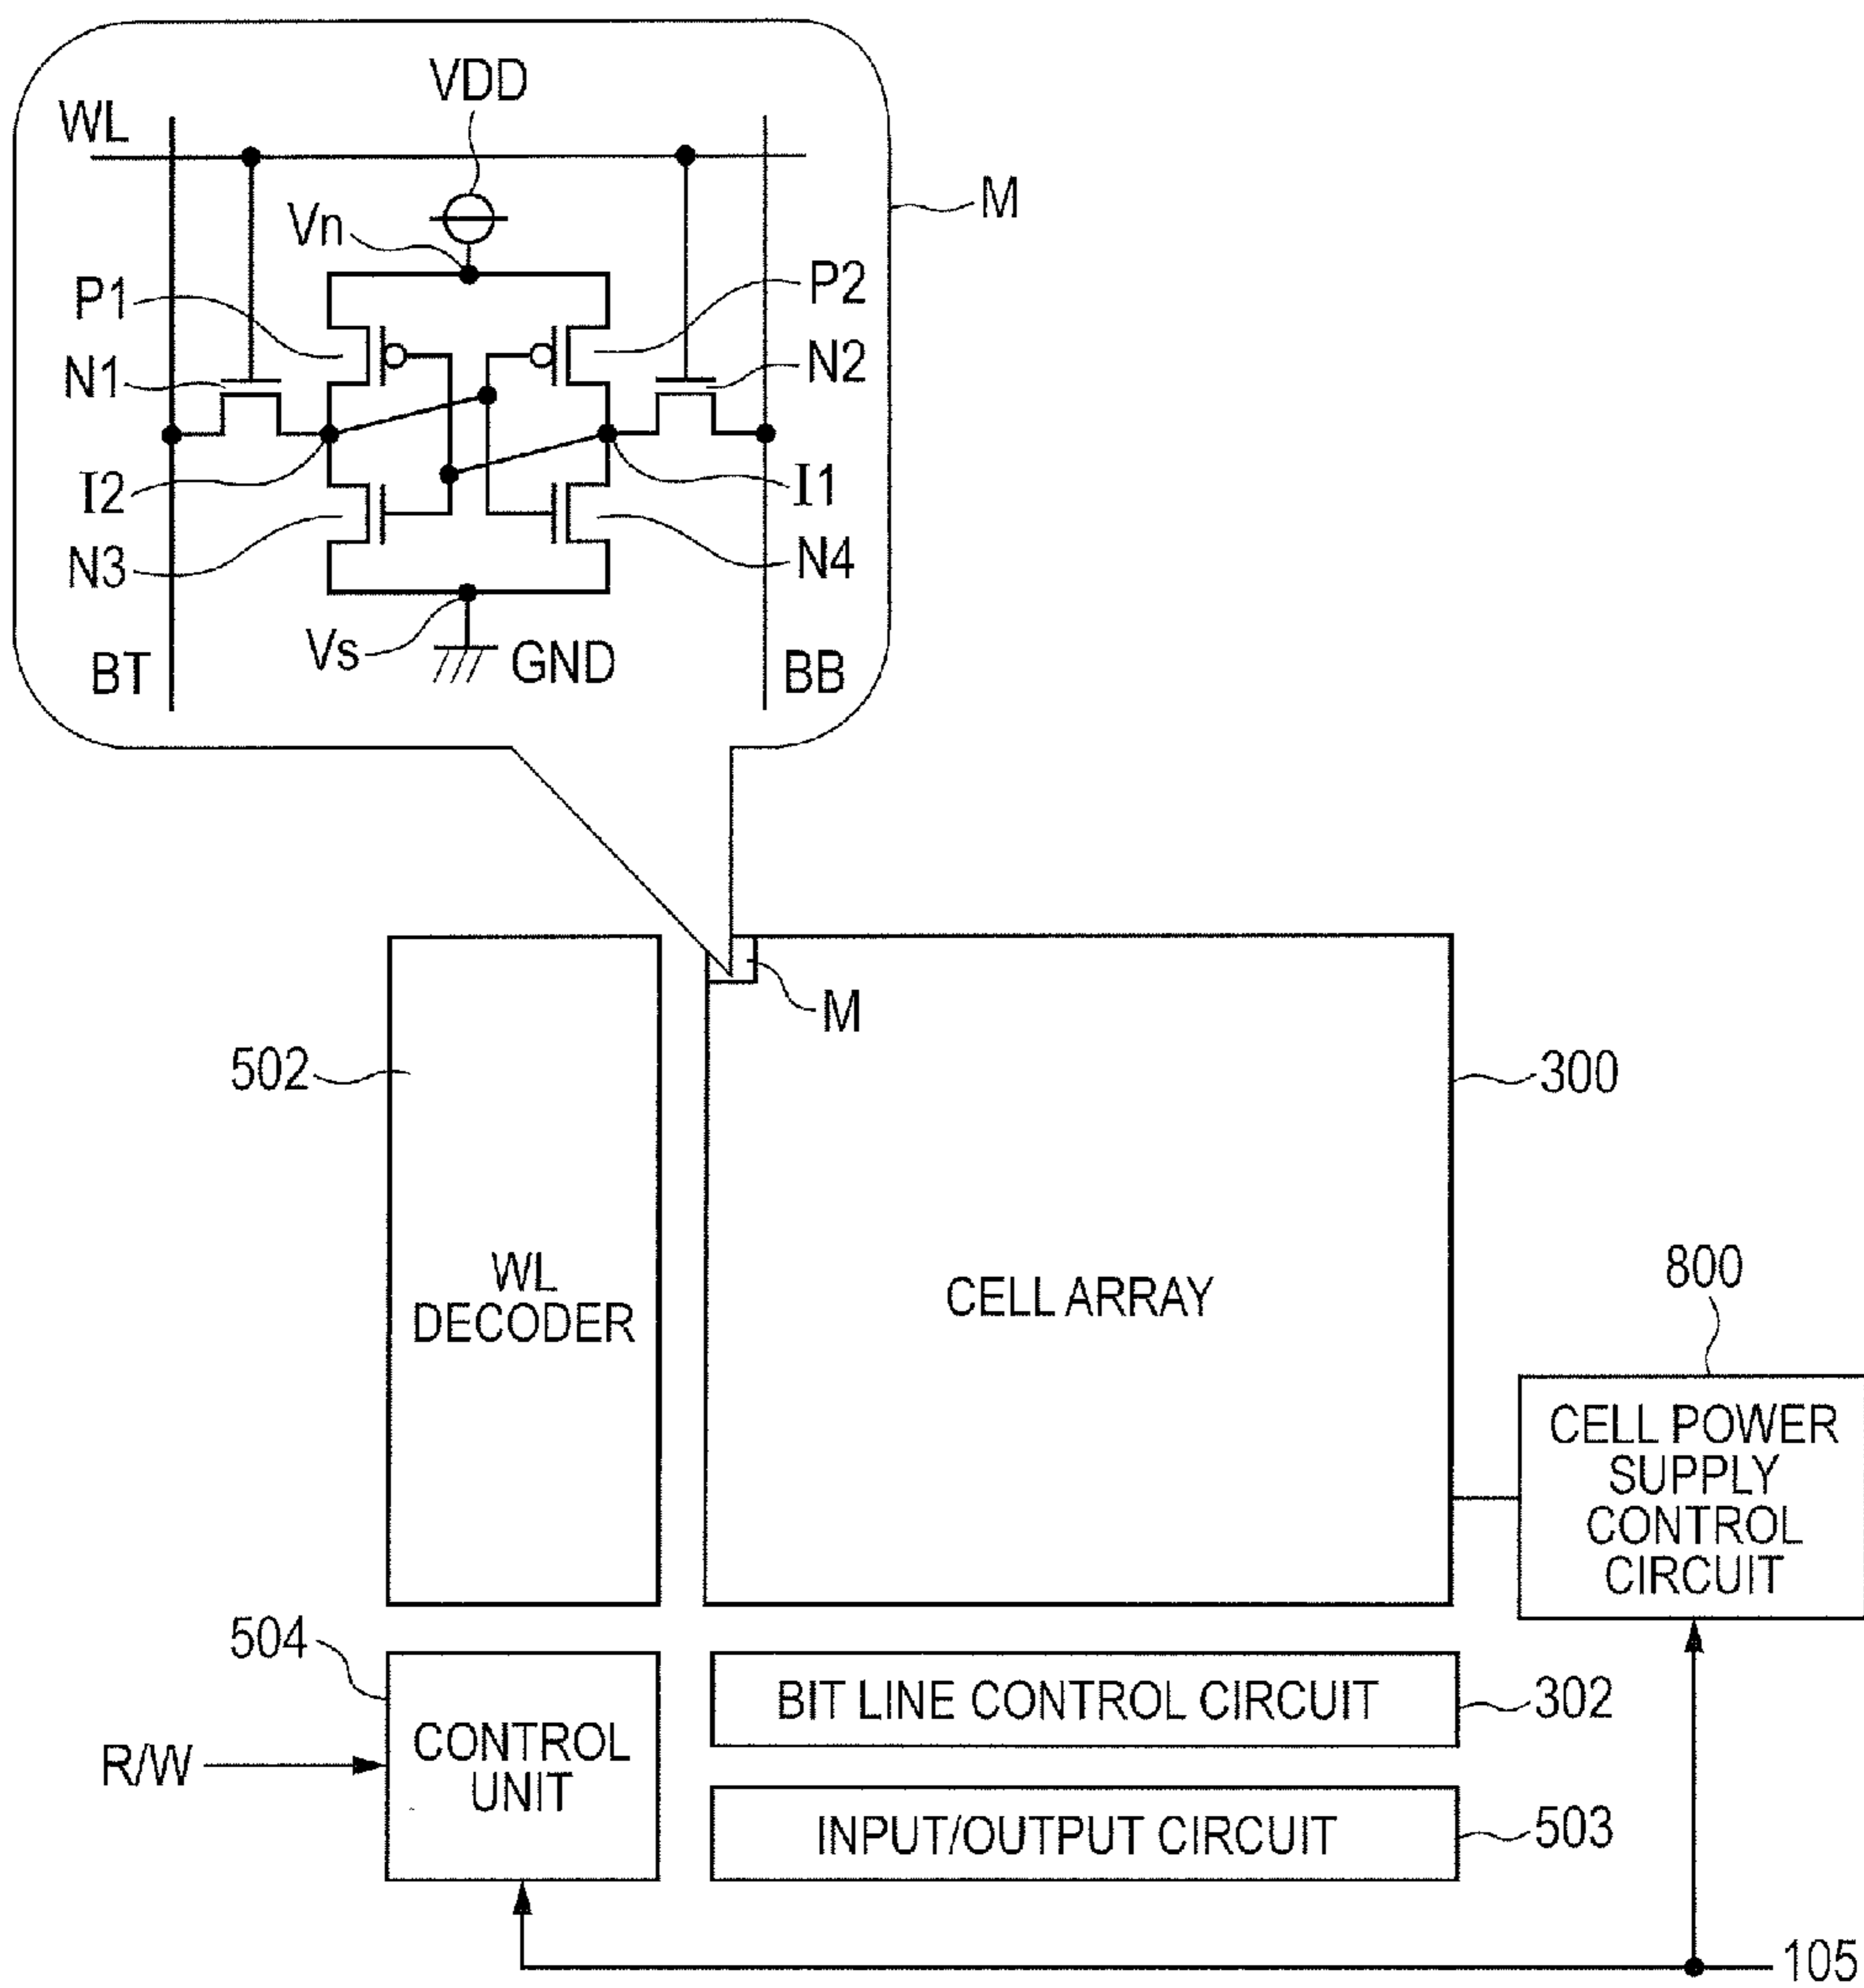 VDD
WL
M
Vn
P1
P2
N1
N2
I2
I1
N3
N4
Vs
GND
BT
BB
M
502
300
WL
DECODER
CELL ARRAY
800
CELL POWER
SUPPLY
CONTROL
CIRCUIT
504
CONTROL
UNIT
R/W
BIT LINE CONTROL CIRCUIT
302
INPUT/OUTPUT CIRCUIT
503
105